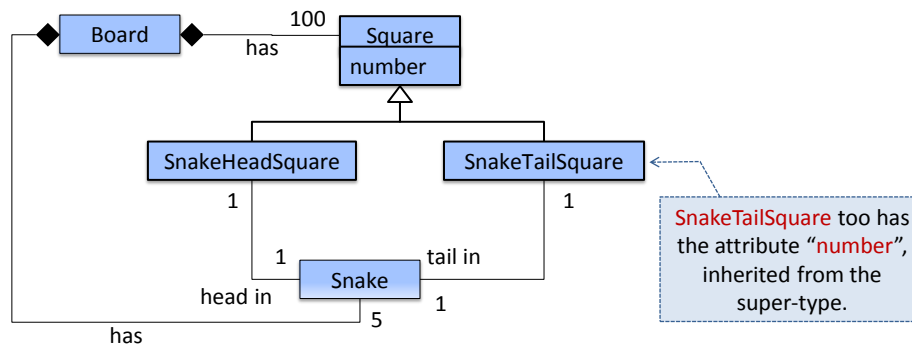 100
Board
Square
has
number
SnakeHeadSquare
SnakeTailSquare
1
1
SnakeTailSquare too has
the attribute “number”,
inherited from the
super-type.
1
tail in
Snake
head in
1
5
has